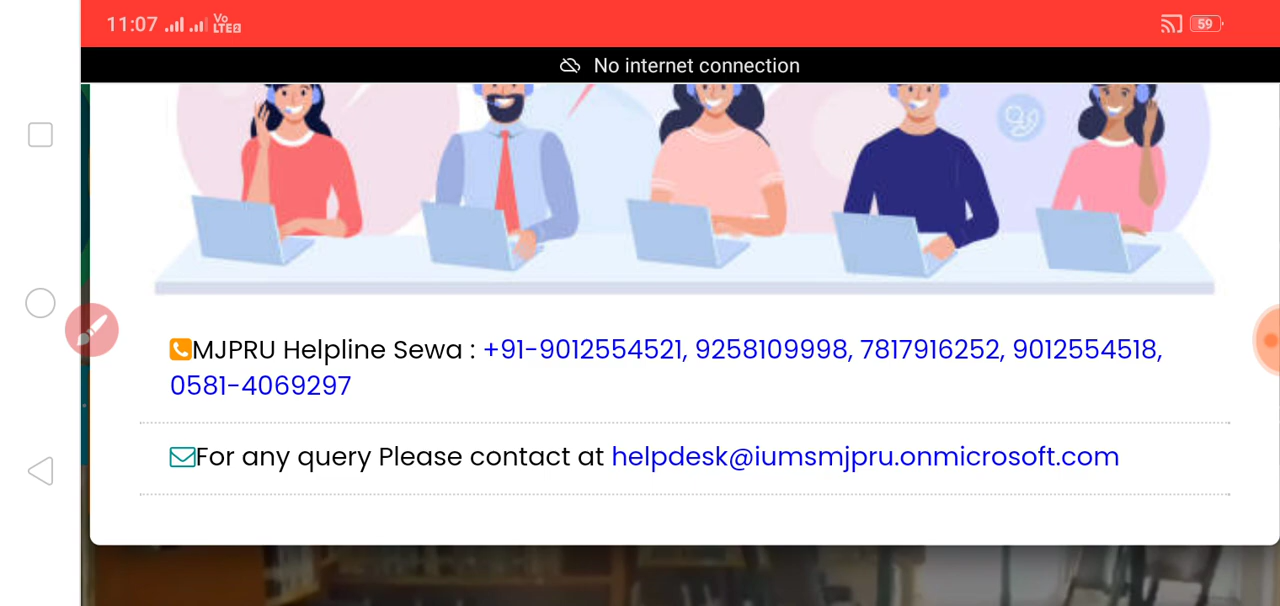 11:07 Vo LTE2 59
No internet connection
MJPRU Helpline Sewa : +91-9012554521, 9258109998, 7817916252, 9012554518,
0581-4069297
For any query Please contact at helpdesk@iumsmjpru.onmicrosoft.com